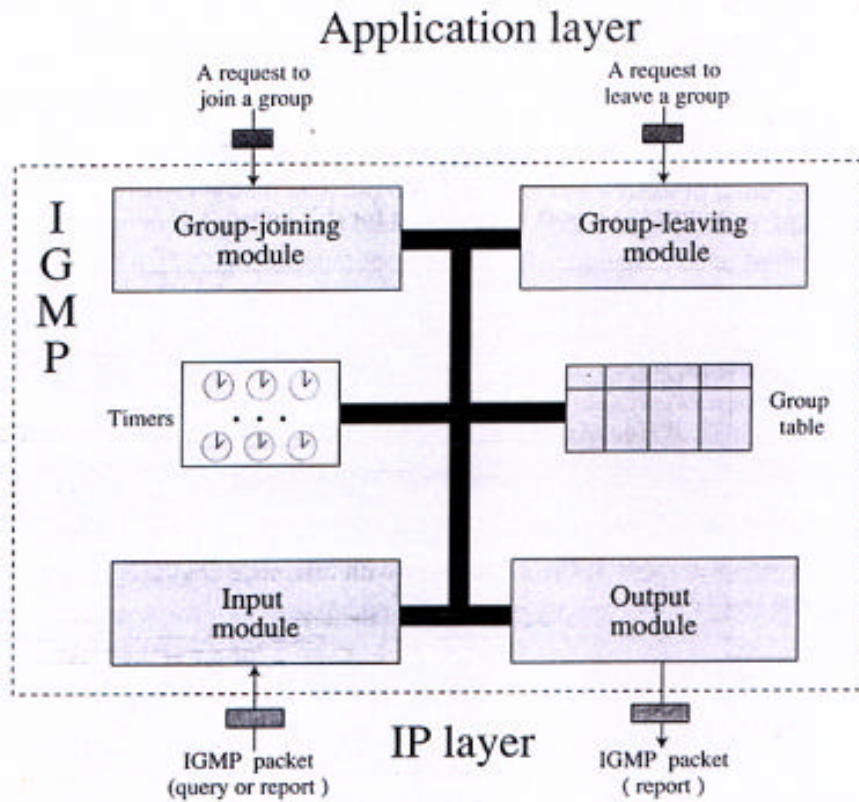 Application layer
A request to
join a group
A request to
leave a group
I
G
M
P
Group-joining
module
Group-leaving
module
Timers
Group
table
Input
module
Output
module
IP layer
IGMP packet
(query or report)
IGMP packet
( report )